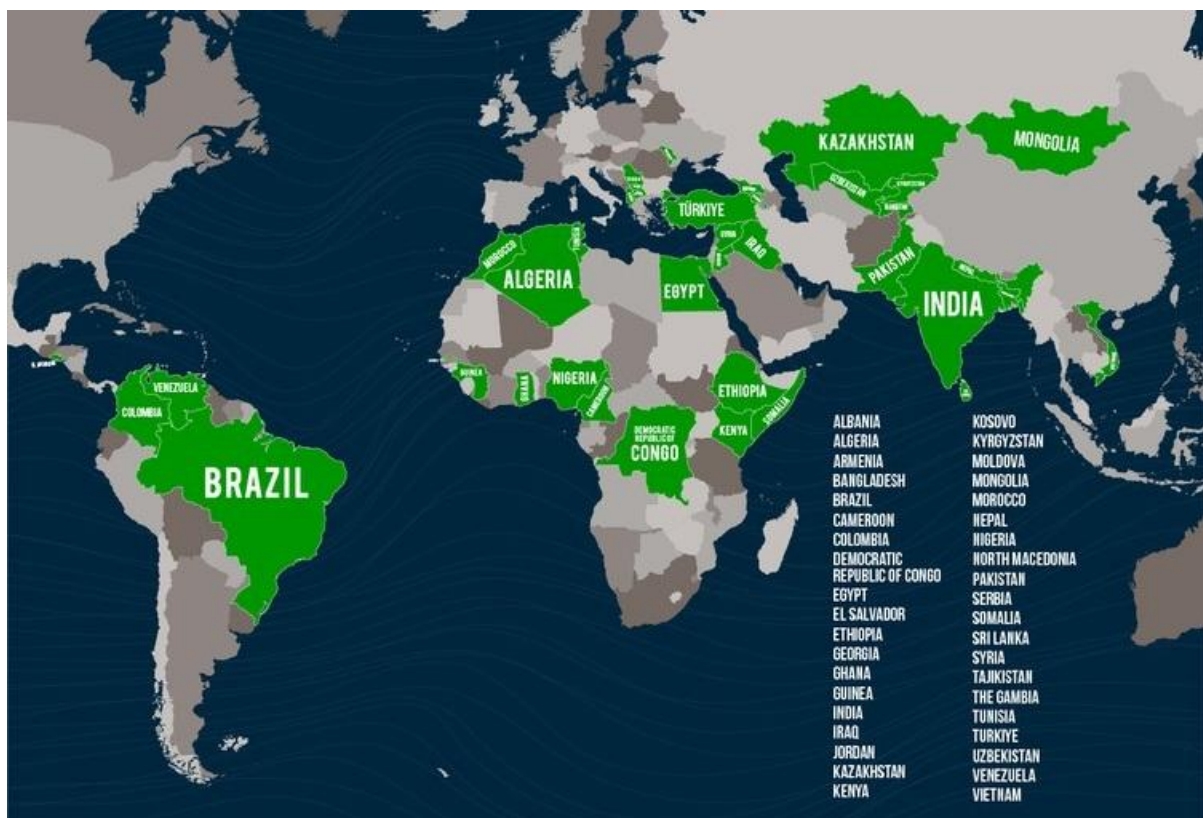 KAZAKHSTAN
MONGOLIA
UZBEKISTAN
KYRGYZSTAN
TÜRKIYE
SYRIA
IRAQ
MOROCCO
TUNISIA
ALGERIA
EGYPT
PAKISTAN
NEPAL
INDIA
GUINEA
GHANA
NIGERIA
CAMEROON
ETHIOPIA
SOMALIA
KENYA
DEMOCRATIC
REPUBLIC OF
CONGO
VENEZUELA
COLOMBIA
BRAZIL
ALBANIA
ALGERIA
ARMENIA
BANGLADESH
BRAZIL
CAMEROON
COLOMBIA
DEMOCRATIC
REPUBLIC OF CONGO
EGYPT
EL SALVADOR
ETHIOPIA
GEORGIA
GHANA
GUINEA
INDIA
IRAQ
JORDAN
KAZAKHSTAN
KENYA
KOSOVO
KYRGYZSTAN
MOLDOVA
MONGOLIA
MOROCCO
NEPAL
NIGERIA
NORTH MACEDONIA
PAKISTAN
SERBIA
SOMALIA
SRI LANKA
SYRIA
TAJIKISTAN
THE GAMBIA
TUNISIA
TURKIYE
UZBEKISTAN
VENEZUELA
VIETNAM